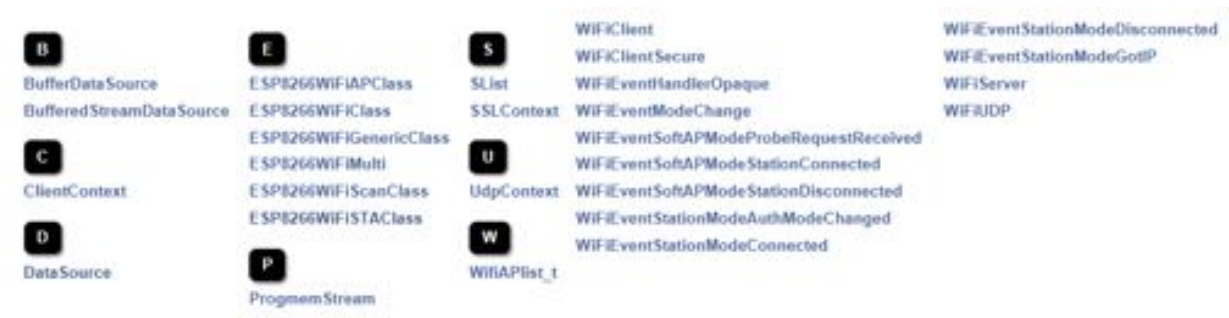 B
BufferDataSource
BufferedStreamDataSource
C
ClientContext
D
DataSource
E
ESP8266WiFiAPClass
ESP8266WiFiClass
ESP8266WiFiGenericClass
ESP8266WiFiMulti
ESP8266WiFiScanClass
ESP8266WiFiSTAClass
P
ProgmemStream
S
SList
SSLContext
U
UdpContext
W
WifiAPlist_t
WiFiClient
WiFiClientSecure
WiFiEventHandlerOpaque
WiFiEventModeChange
WiFiEventSoftAPModeProbeRequestReceived
WiFiEventSoftAPModeStationConnected
WiFiEventSoftAPModeStationDisconnected
WiFiEventStationModeAuthModeChanged
WiFiEventStationModeConnected
WiFiEventStationModeDisconnected
WiFiEventStationModeGotIP
WiFiServer
WiFiUDP